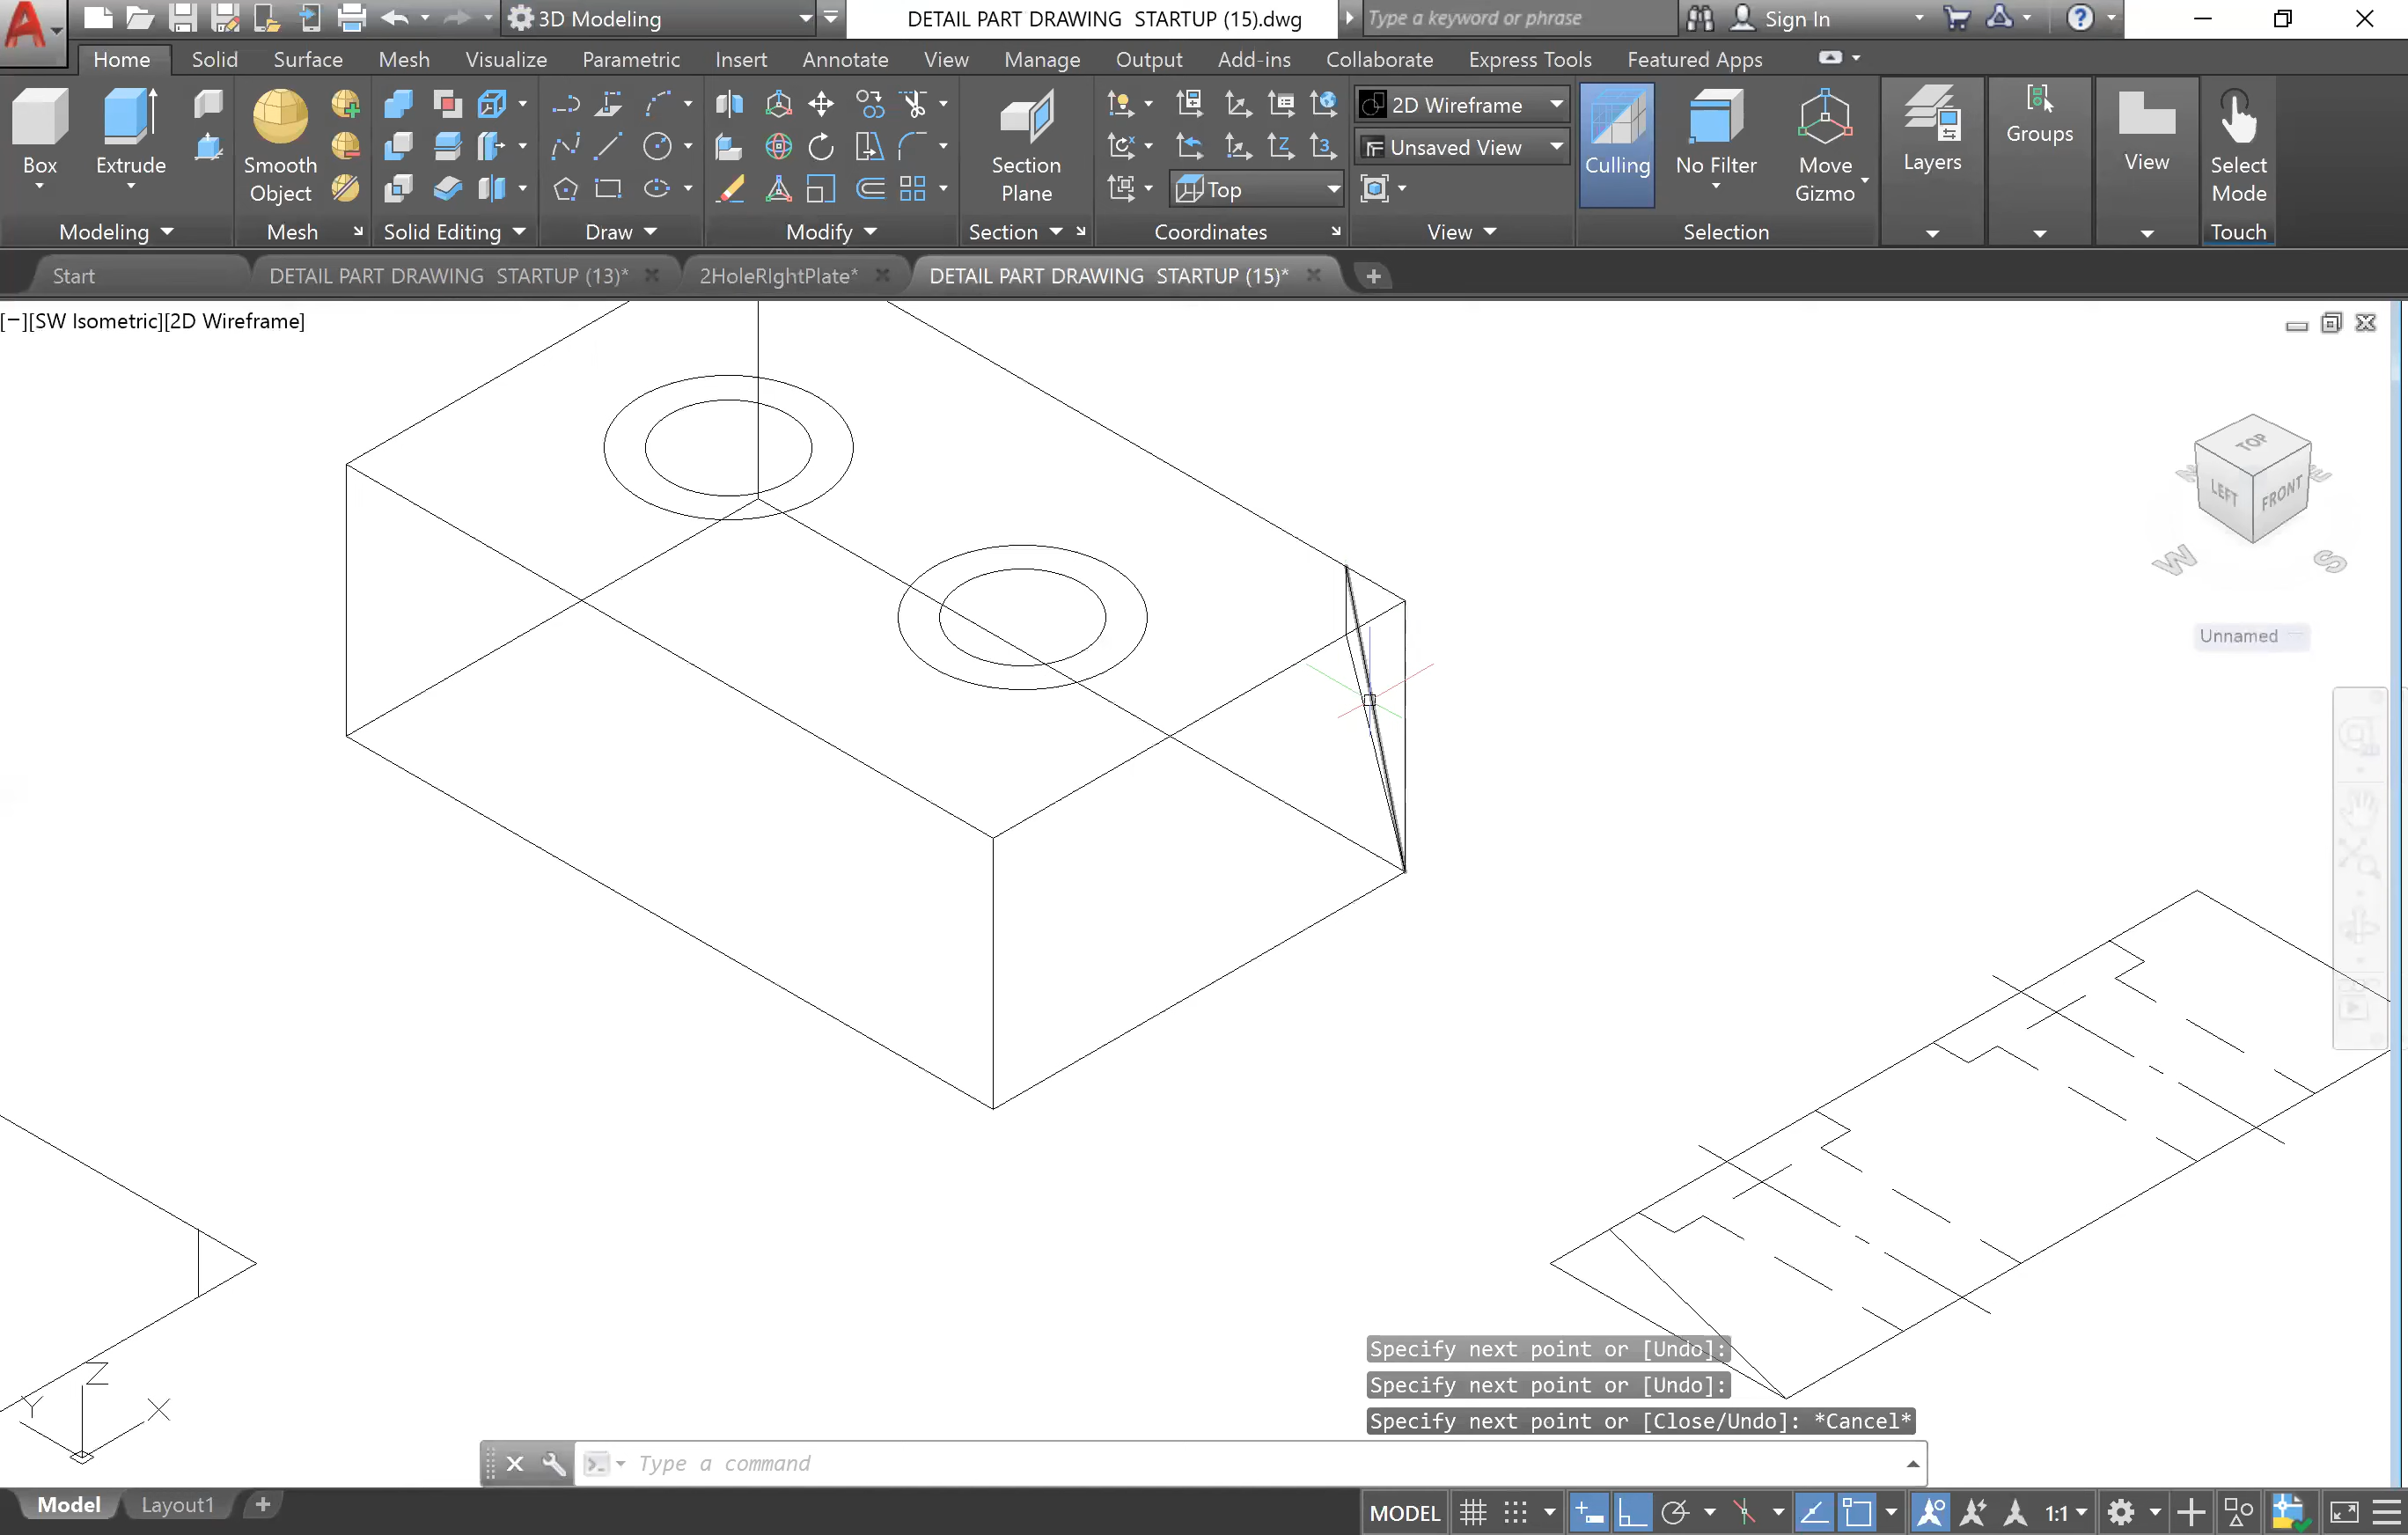 3D Modeling
DETAIL PART DRAWING STARTUP (15).dwg
Type a keyword or phrase
Sign In
Home Solid Surface Mesh Visualize Parametric Insert Annotate View Manage Output Add-ins Collaborate Express Tools Featured Apps
Box
Extrude
Smooth
Object
Section
Plane
2D Wireframe
Unsaved View
Top
Culling
No Filter
Move
Gizmo
Layers
Groups
View
Select
Mode
Modeling Mesh Solid Editing Draw Modify Section Coordinates View Selection Touch
Start DETAIL PART DRAWING STARTUP (13)* 2HoleRIghtPlate* DETAIL PART DRAWING STARTUP (15)*
[−][SW Isometric][2D Wireframe]
TOP
N
E
LEFT
FRONT
W
S
Unnamed
Z
Y
X
Specify next point or [Undo]:
Specify next point or [Undo]:
Specify next point or [Close/Undo]: *Cancel*
Type a command
Model Layout1
MODEL
1:1